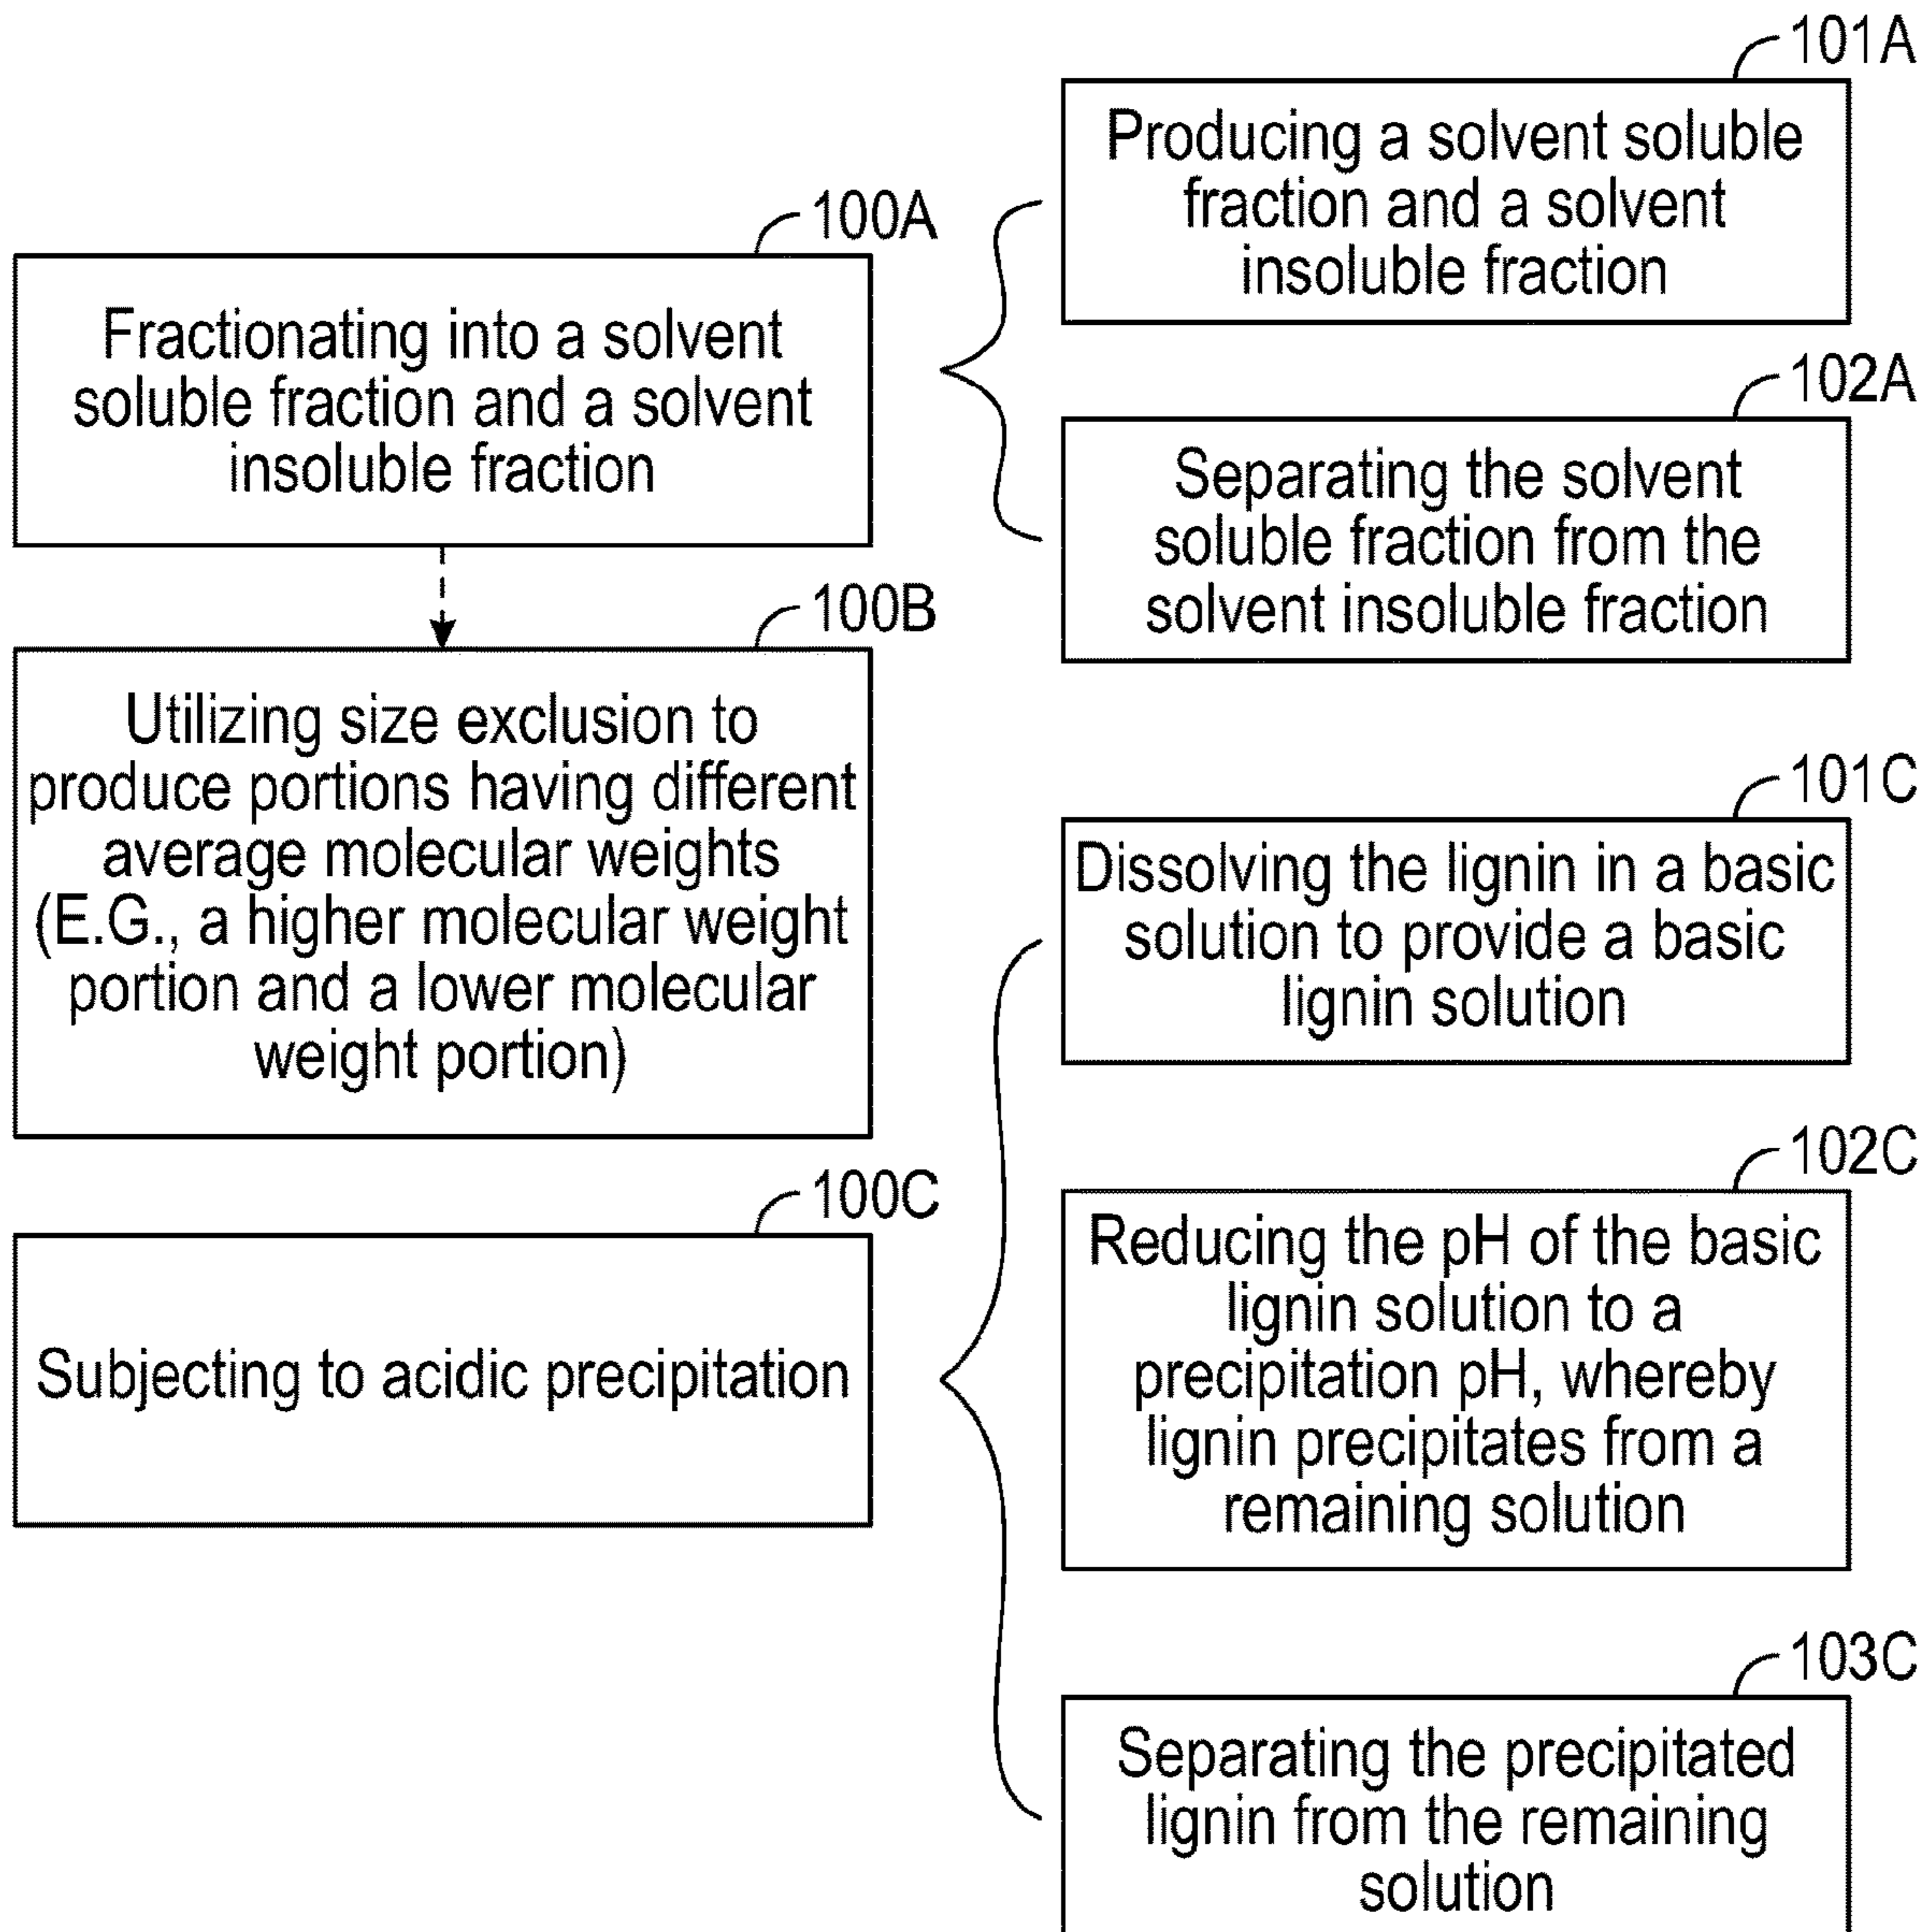 100A
Fractionating into a solvent
soluble fraction and a solvent
insoluble fraction
101A
Producing a solvent soluble
fraction and a solvent
insoluble fraction
102A
Separating the solvent
soluble fraction from the
solvent insoluble fraction
100B
Utilizing size exclusion to
produce portions having different
average molecular weights
(E.G., a higher molecular weight
portion and a lower molecular
weight portion)
100C
Subjecting to acidic precipitation
101C
Dissolving the lignin in a basic
solution to provide a basic
lignin solution
102C
Reducing the pH of the basic
lignin solution to a
precipitation pH, whereby
lignin precipitates from a
remaining solution
103C
Separating the precipitated
lignin from the remaining
solution